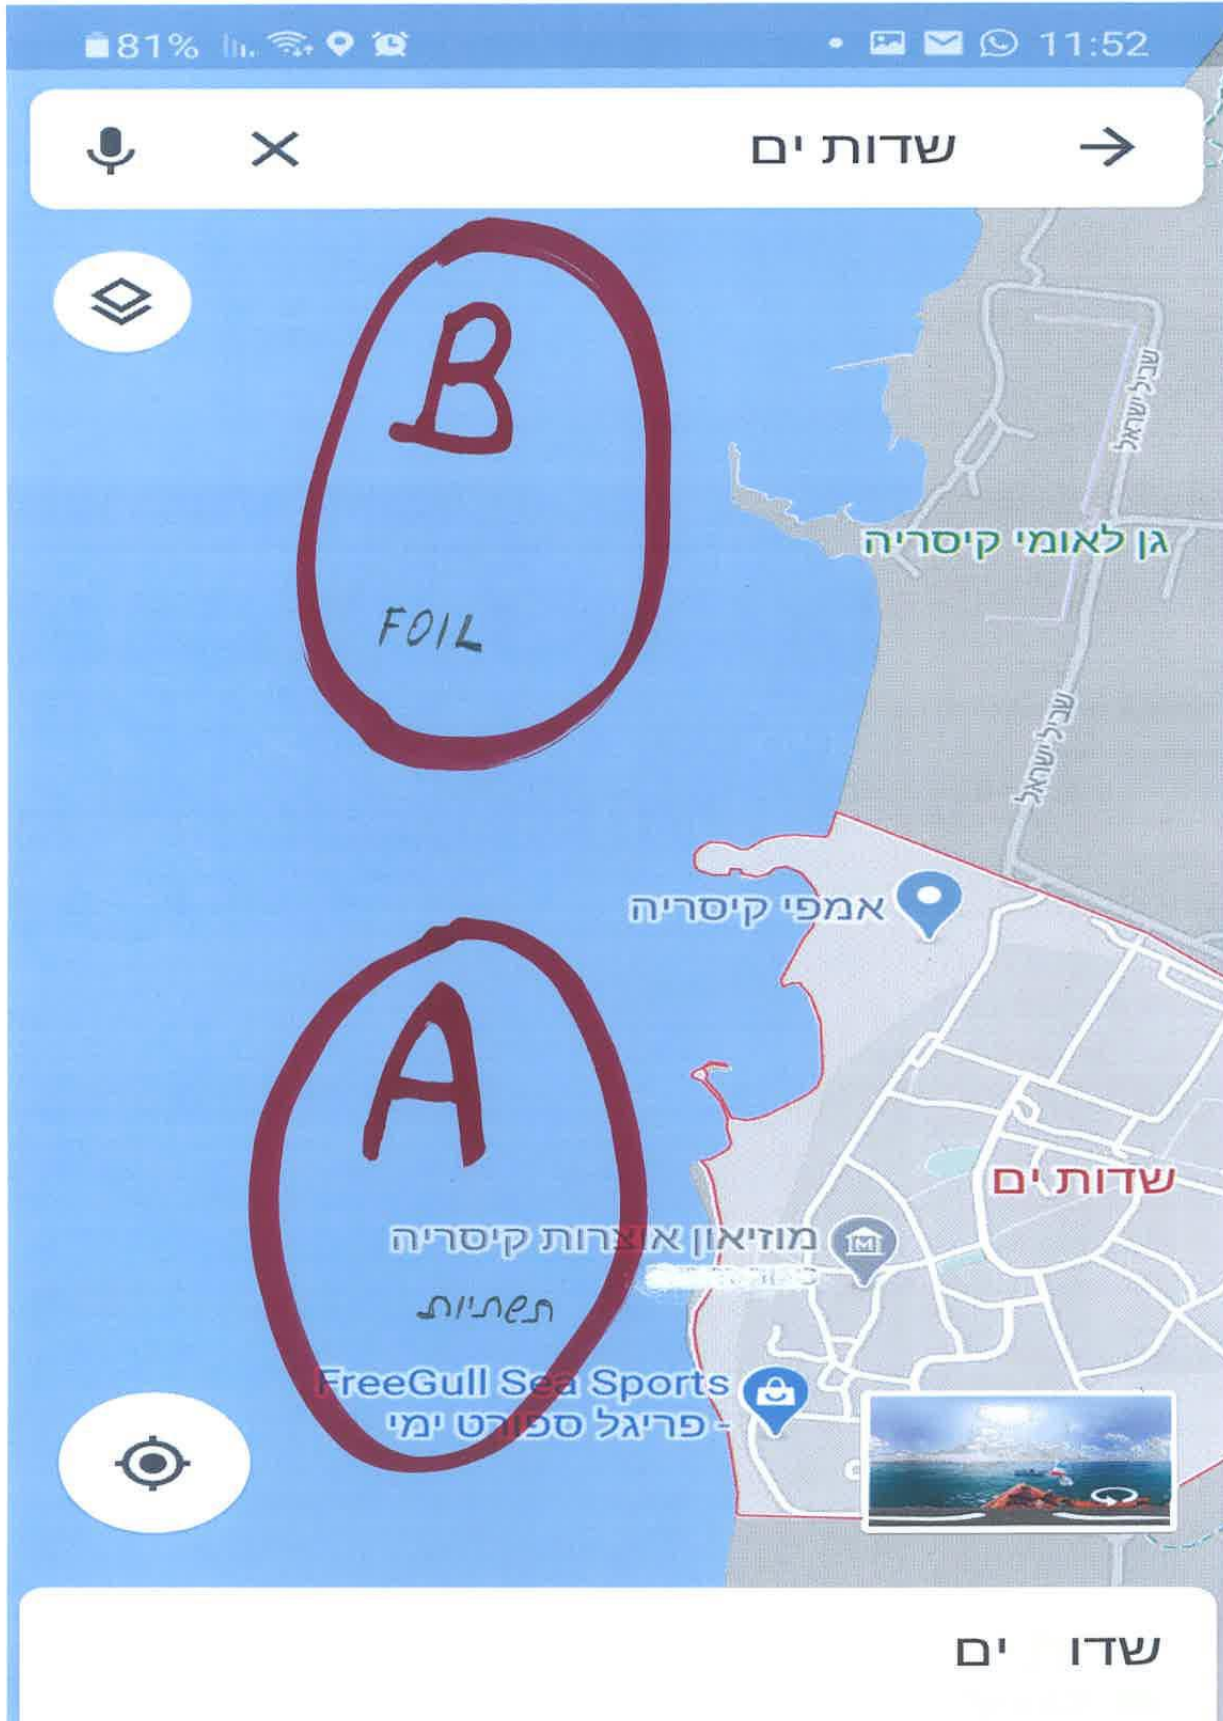 81% 11:52
שדות ים
B
FOIL
שביל ישראל
גן לאומי קיסריה
שביל ישראל
אמפי קיסריה
A
שדות ים
מוזיאון אוצרות קיסריה
תשתיות
FreeGull Sea Sports
- פריגל ספורט ימי
שדו ים